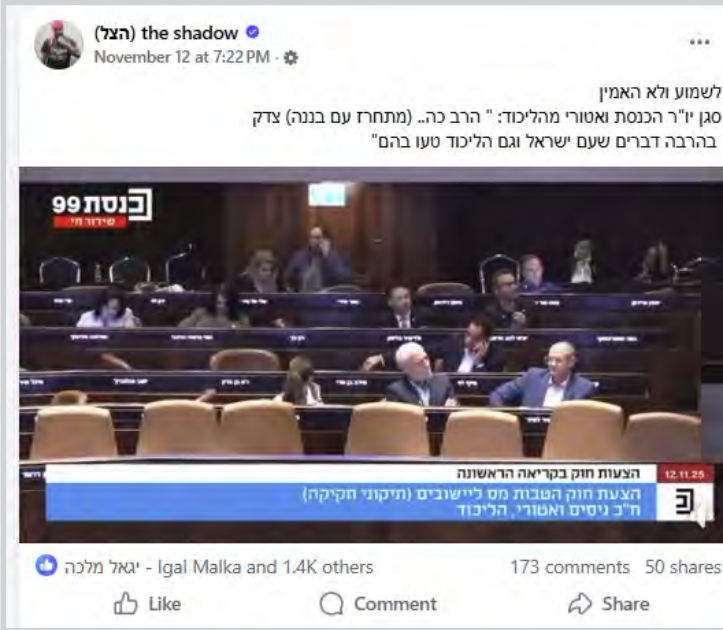 (הצל) the shadow
November 12 at 7:22 PM
לשמוע ולא האמין
סגן יו"ר הכנסת ואטורי מהליכוד: " הרב כה.. (מתחרז עם בננה) צדק
בהרבה דברים שעם ישראל וגם הליכוד טעו בהם"
כנסת 99
שידור חי
הצעות חוק בקריאה הראשונה
12.11.25
הצעת חוק הטבות מס ליישובים (תיקוני חקיקה)
ח"כ ניסים ואטורי, הליכוד
יגאל מלכה - Igal Malka and 1.4K others
173 comments 50 shares
Like Comment Share